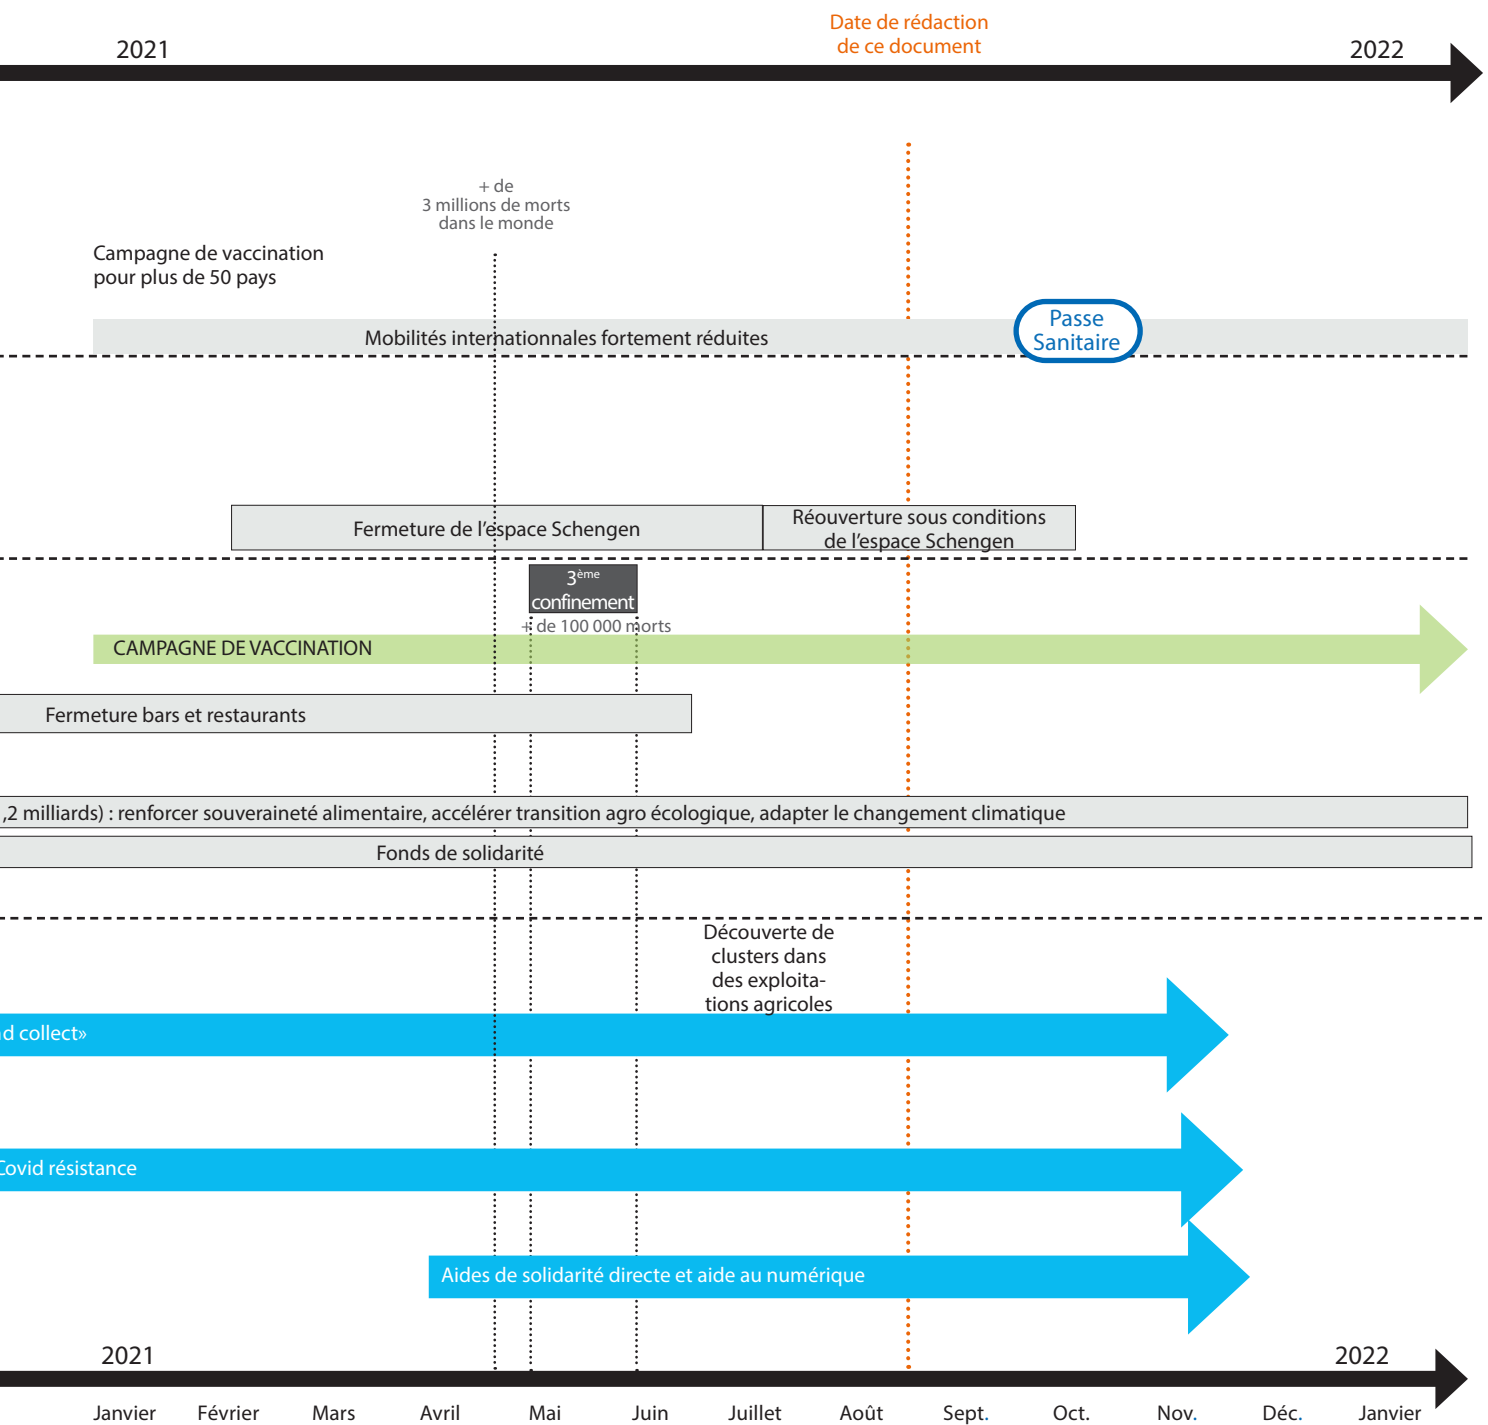 2021
Date de rédaction
de ce document
2022
+ de
3 millions de morts
dans le monde
Campagne de vaccination
pour plus de 50 pays
Mobilités internationnales fortement réduites
Passe
Sanitaire
Fermeture de l'espace Schengen
Réouverture sous conditions
de l'espace Schengen
3ème
confinement
+ de 100 000 morts
CAMPAGNE DE VACCINATION
Fermeture bars et restaurants
,2 milliards) : renforcer souveraineté alimentaire, accélérer transition agro écologique, adapter le changement climatique
Fonds de solidarité
Découverte de
clusters dans
des exploita-
tions agricoles
d collect»
Covid résistance
Aides de solidarité directe et aide au numérique
2021
2022
Janvier Février Mars Avril Mai Juin Juillet Août Sept. Oct. Nov. Déc. Janvier